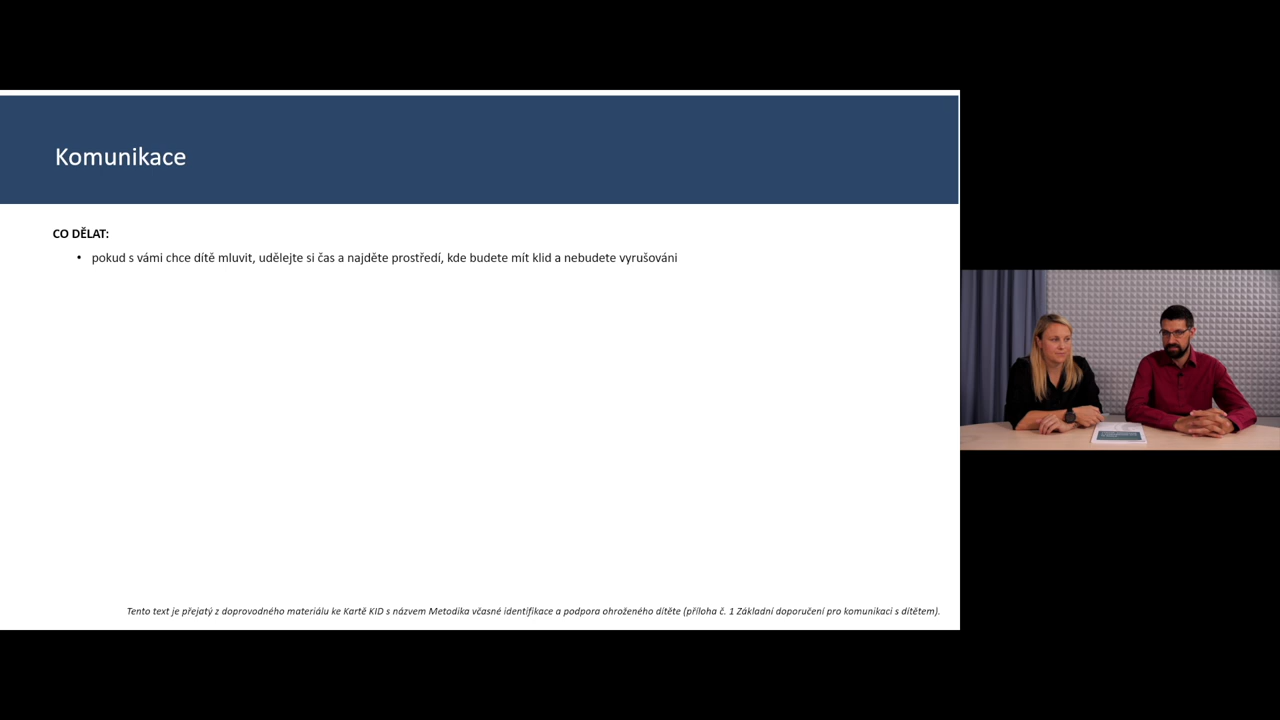 Komunikace
CO DĚLAT:
• pokud s vámi chce dítě mluvit, udělejte si čas a najděte prostředí, kde budete mít klid a nebudete vyrušováni
Tento text je přejatý z doprovodného materiálu ke Kartě KID s názvem Metodika včasné identifikace a podpora ohroženého dítěte (příloha č. 1 Základní doporučení pro komunikaci s dítětem).